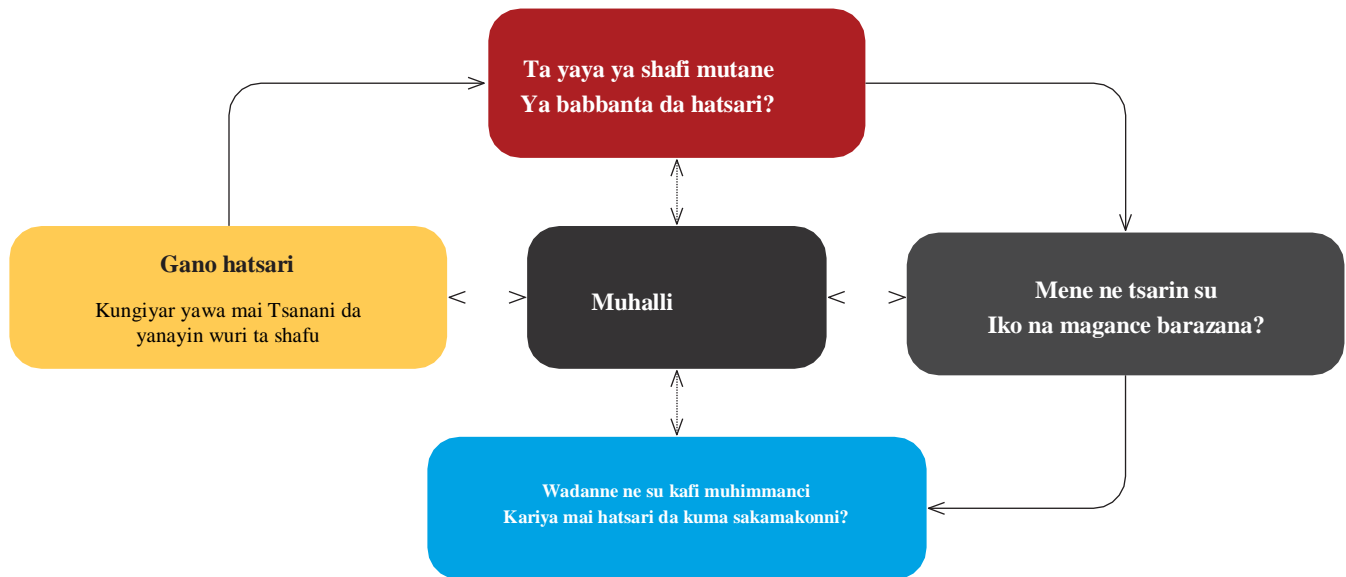 Ta yaya ya shafi mutane
Ya babbanta da hatsari?
Gano hatsari
Kungiyar yawa mai Tsanani da
yanayin wuri ta shafu
Muhalli
Mene ne tsarin su
Iko na magance barazana?
Wadanne ne su kafi muhimmanci
Kariya mai hatsari da kuma sakamakonni?